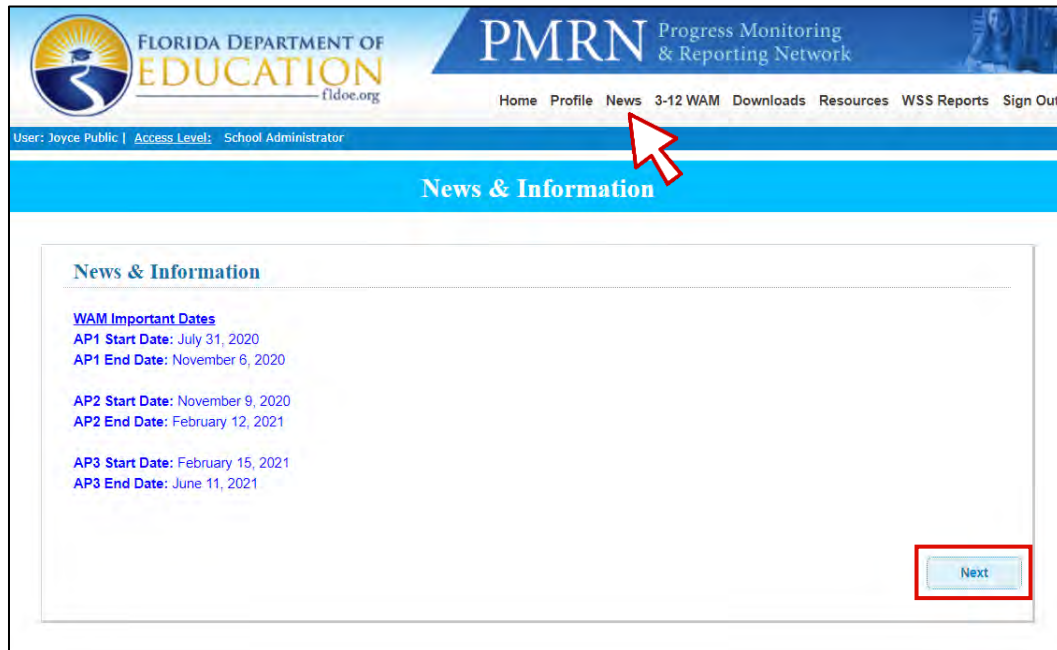 FLORIDA DEPARTMENT OF
EDUCATION
fldoe.org
PMRN Progress Monitoring
& Reporting Network
Home Profile News 3-12 WAM Downloads Resources WSS Reports Sign Out
User: Joyce Public | Access Level: School Administrator
News & Information
News & Information
WAM Important Dates
AP1 Start Date: July 31, 2020
AP1 End Date: November 6, 2020
AP2 Start Date: November 9, 2020
AP2 End Date: February 12, 2021
AP3 Start Date: February 15, 2021
AP3 End Date: June 11, 2021
Next